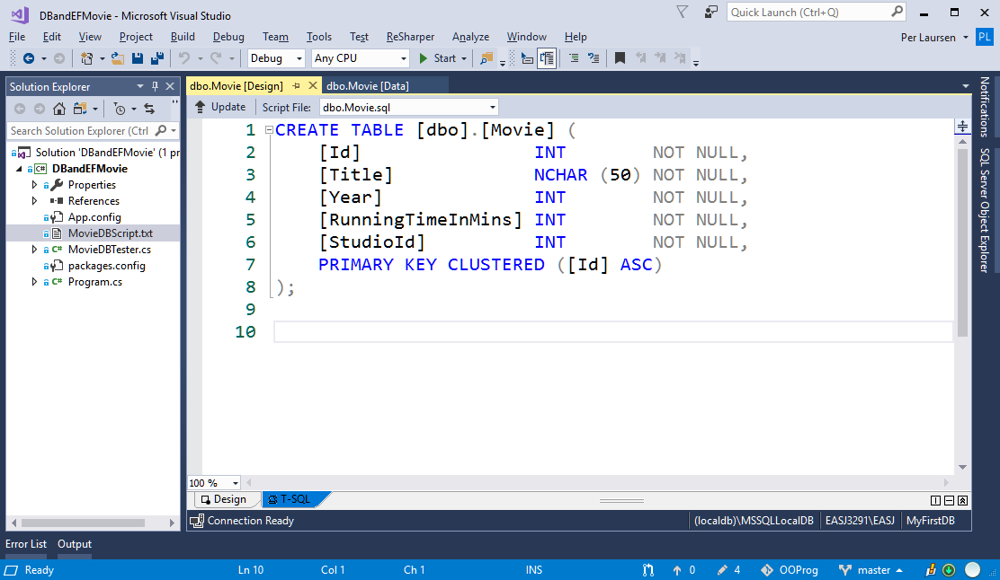 DBandEFMovie - Microsoft Visual Studio
Quick Launch (Ctrl+Q)
File Edit View Project Build Debug Team Tools Test ReSharper Analyze Window Help
Per Laursen PL
Debug Any CPU Start
Solution Explorer
Search Solution Explorer (Ctrl
Solution 'DBandEFMovie' (1 pr
C# DBandEFMovie
Properties
References
App.config
MovieDBScript.txt
C# MovieDBTester.cs
packages.config
C# Program.cs
dbo.Movie [Design] dbo.Movie [Data]
Update Script File: dbo.Movie.sql
1 CREATE TABLE [dbo].[Movie] (
2 [Id] INT NOT NULL,
3 [Title] NCHAR (50) NOT NULL,
4 [Year] INT NOT NULL,
5 [RunningTimeInMins] INT NOT NULL,
6 [StudioId] INT NOT NULL,
7 PRIMARY KEY CLUSTERED ([Id] ASC)
8 );
9
10
100 %
Design T-SQL
Connection Ready (localdb)\MSSQLLocalDB EASJ3291\EASJ MyFirstDB
Notifications
SQL Server Object Explorer
Error List Output
Ready Ln 10 Col 1 Ch 1 INS 0 4 OOProg master